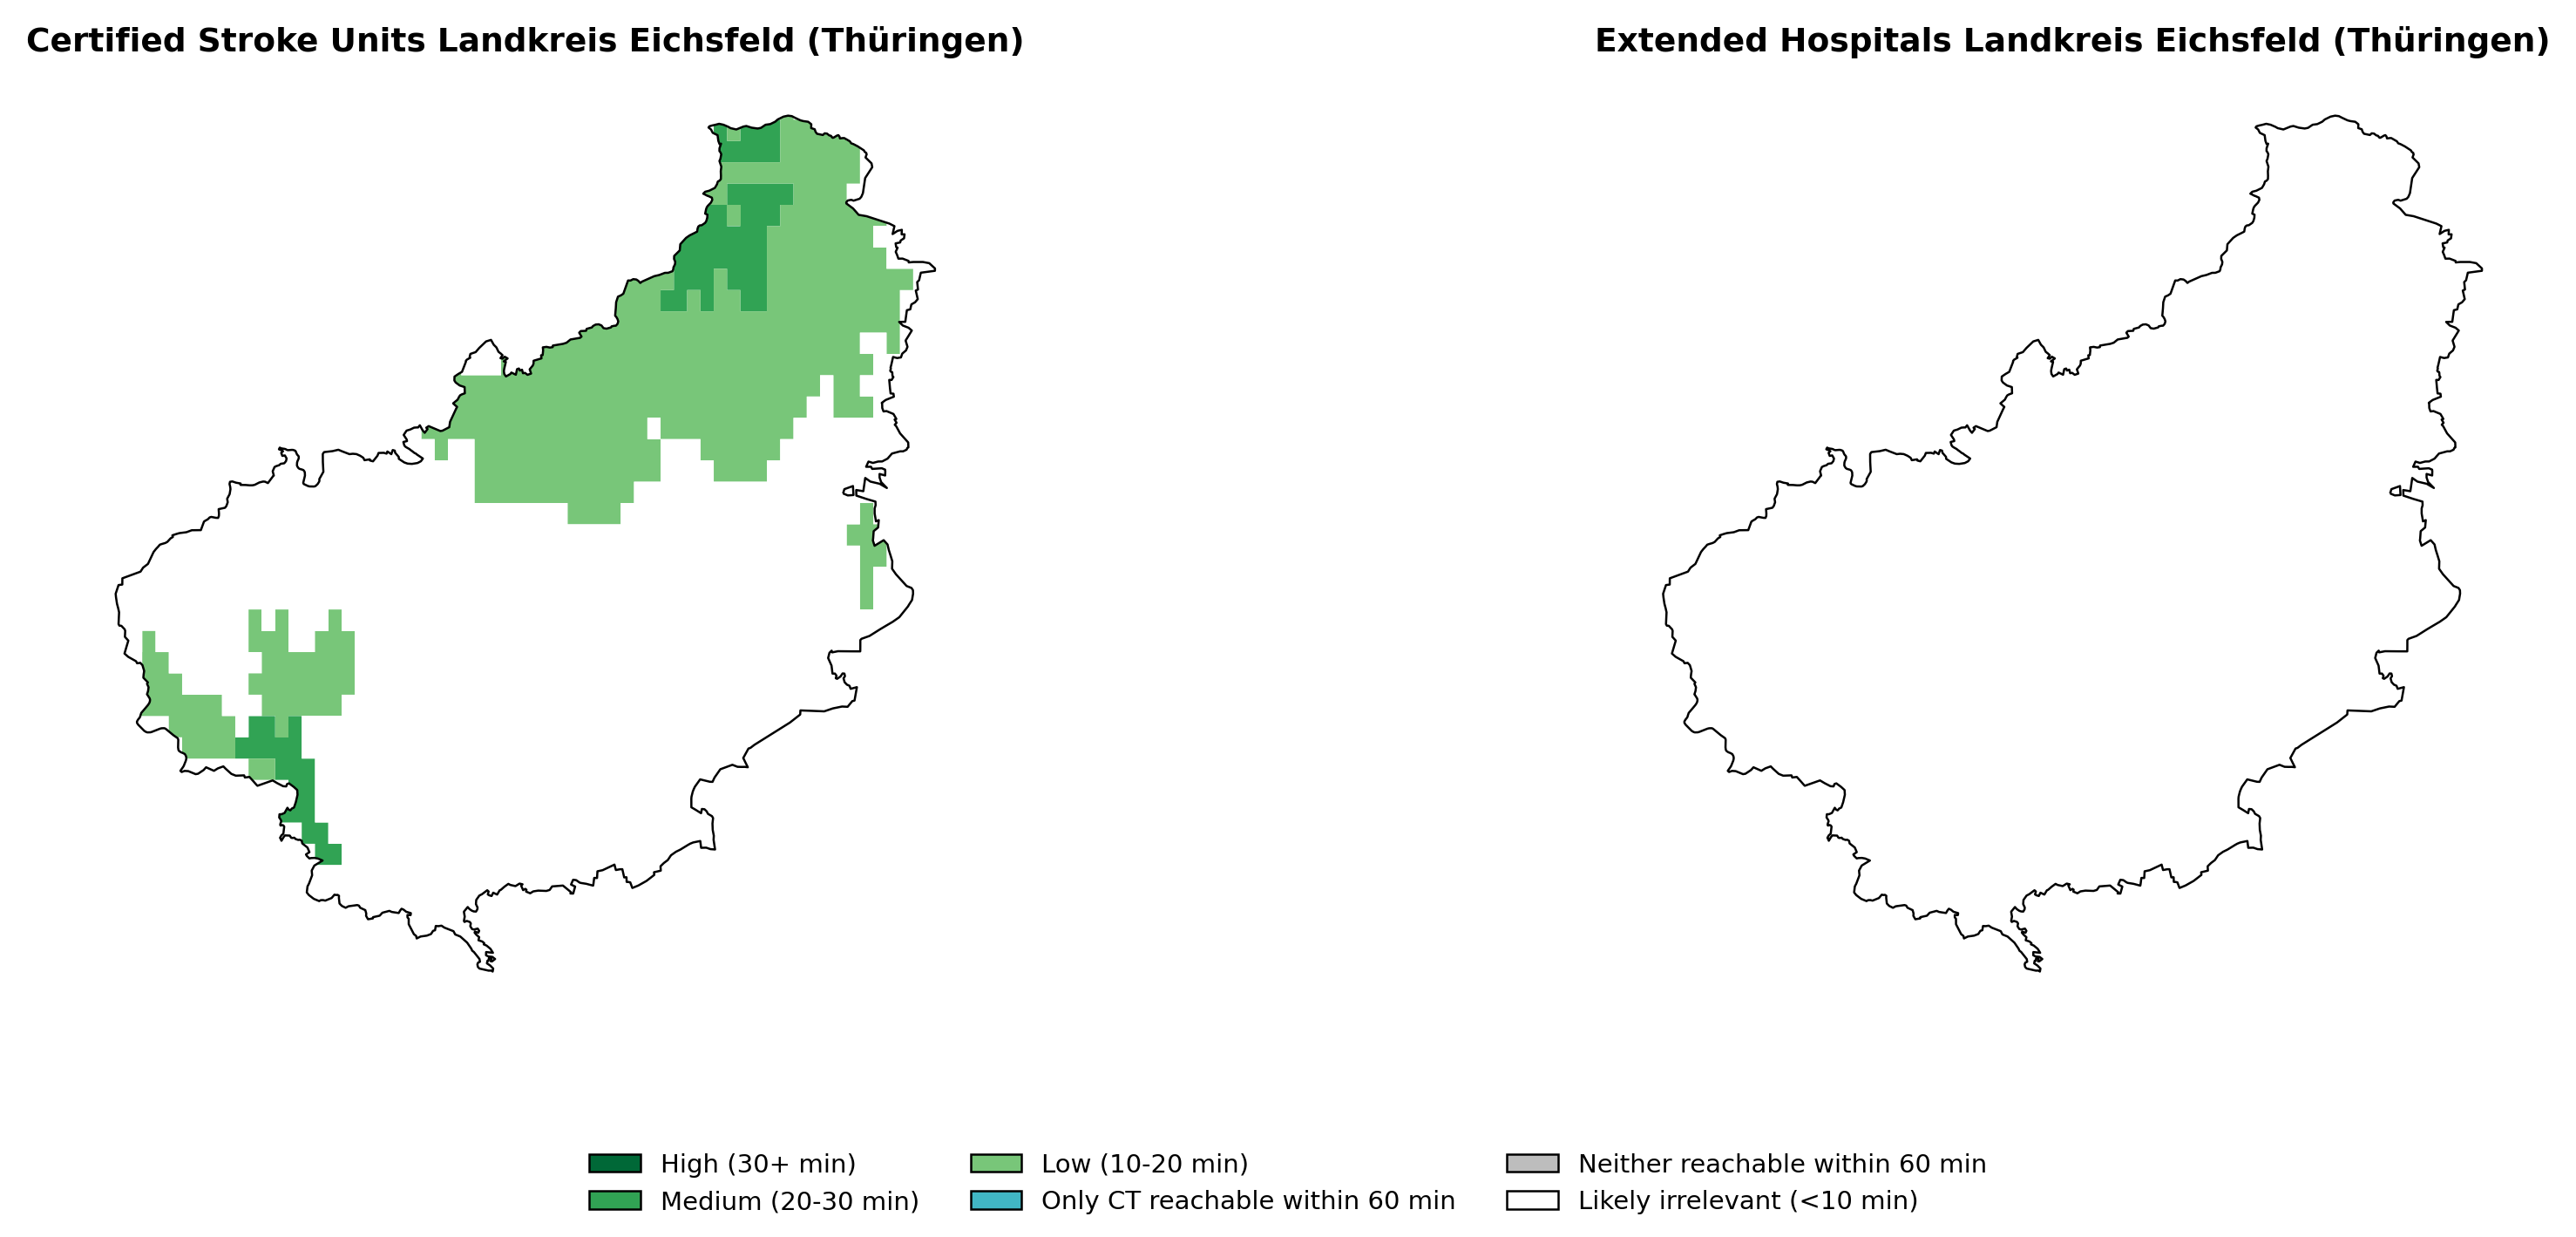 Certified Stroke Units Landkreis Eichsfeld (Thüringen)
Extended Hospitals Landkreis Eichsfeld (Thüringen)
High (30+ min)
Medium (20-30 min)
Low (10-20 min)
Only CT reachable within 60 min
Neither reachable within 60 min
Likely irrelevant (<10 min)